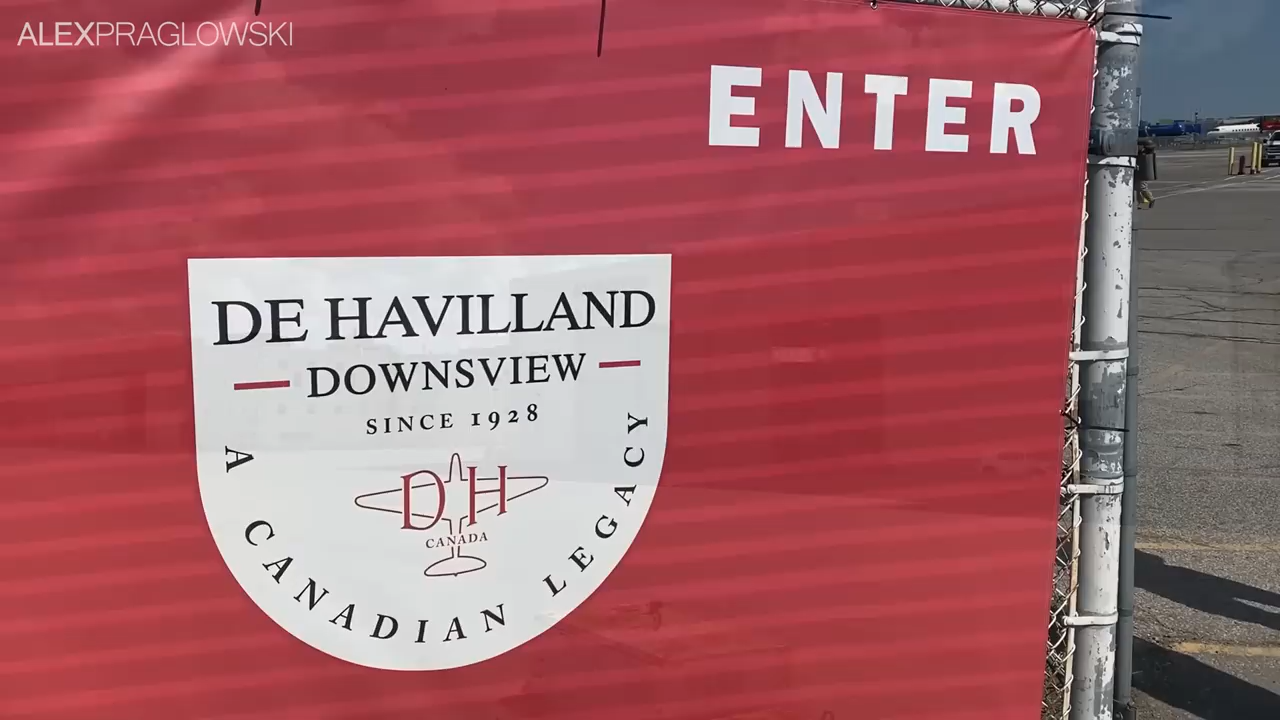 ALEXPRAGLOWSKI
ENTER
DE HAVILLAND
DOWNSVIEW
SINCE 1928
DH
CANADA
A CANADIAN LEGACY